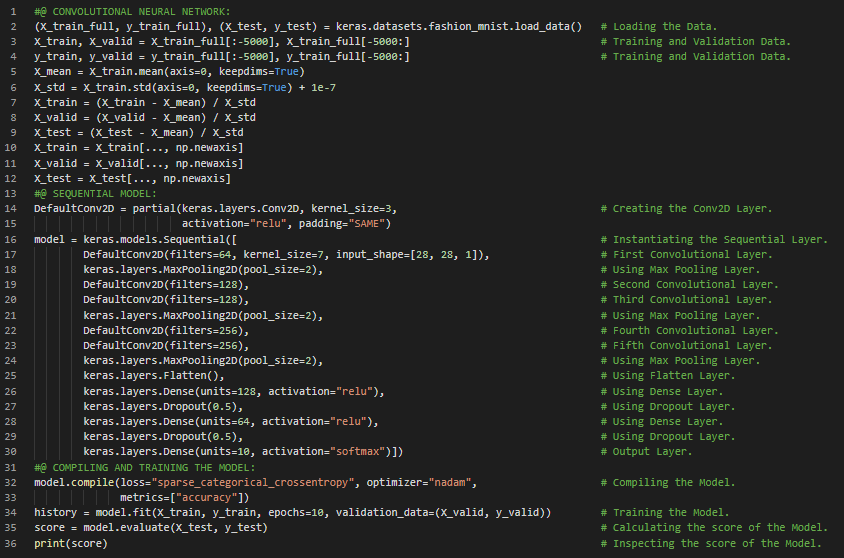 1 #@ CONVOLUTIONAL NEURAL NETWORK:
2 (X_train_full, y_train_full), (X_test, y_test) = keras.datasets.fashion_mnist.load_data() # Loading the Data.
3 X_train, X_valid = X_train_full[:-5000], X_train_full[-5000:] # Training and Validation Data.
4 y_train, y_valid = y_train_full[:-5000], y_train_full[-5000:] # Training and Validation Data.
5 X_mean = X_train.mean(axis=0, keepdims=True)
6 X_std = X_train.std(axis=0, keepdims=True) + 1e-7
7 X_train = (X_train - X_mean) / X_std
8 X_valid = (X_valid - X_mean) / X_std
9 X_test = (X_test - X_mean) / X_std
10 X_train = X_train[..., np.newaxis]
11 X_valid = X_valid[..., np.newaxis]
12 X_test = X_test[..., np.newaxis]
13 #@ SEQUENTIAL MODEL:
14 DefaultConv2D = partial(keras.layers.Conv2D, kernel_size=3, # Creating the Conv2D Layer.
15 activation="relu", padding="SAME")
16 model = keras.models.Sequential([ # Instantiating the Sequential Layer.
17 DefaultConv2D(filters=64, kernel_size=7, input_shape=[28, 28, 1]), # First Convolutional Layer.
18 keras.layers.MaxPooling2D(pool_size=2), # Using Max Pooling Layer.
19 DefaultConv2D(filters=128), # Second Convolutional Layer.
20 DefaultConv2D(filters=128), # Third Convolutional Layer.
21 keras.layers.MaxPooling2D(pool_size=2), # Using Max Pooling Layer.
22 DefaultConv2D(filters=256), # Fourth Convolutional Layer.
23 DefaultConv2D(filters=256), # Fifth Convolutional Layer.
24 keras.layers.MaxPooling2D(pool_size=2), # Using Max Pooling Layer.
25 keras.layers.Flatten(), # Using Flatten Layer.
26 keras.layers.Dense(units=128, activation="relu"), # Using Dense Layer.
27 keras.layers.Dropout(0.5), # Using Dropout Layer.
28 keras.layers.Dense(units=64, activation="relu"), # Using Dense Layer.
29 keras.layers.Dropout(0.5), # Using Dropout Layer.
30 keras.layers.Dense(units=10, activation="softmax")]) # Output Layer.
31 #@ COMPILING AND TRAINING THE MODEL:
32 model.compile(loss="sparse_categorical_crossentropy", optimizer="nadam", # Compiling the Model.
33 metrics=["accuracy"])
34 history = model.fit(X_train, y_train, epochs=10, validation_data=(X_valid, y_valid)) # Training the Model.
35 score = model.evaluate(X_test, y_test) # Calculating the score of the Model.
36 print(score) # Inspecting the score of the Model.